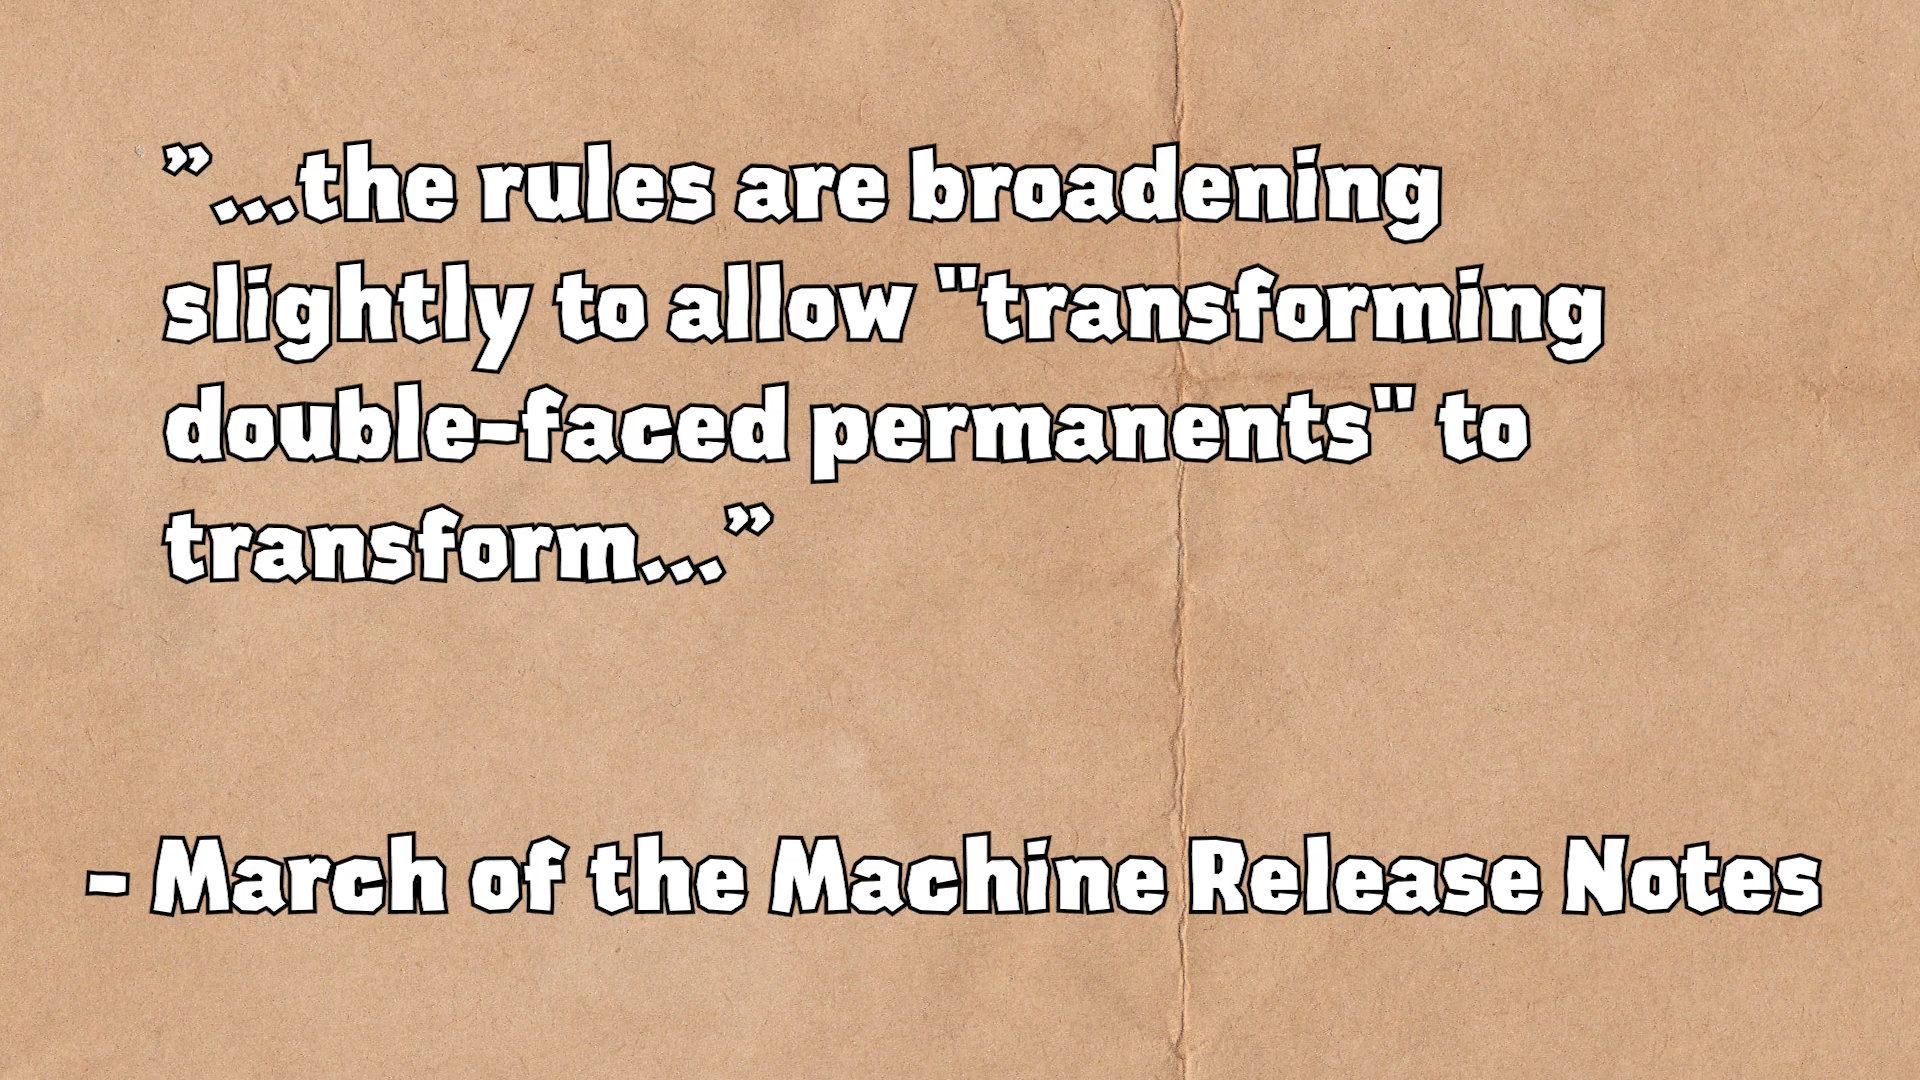 ”...the rules are broadening
slightly to allow "transforming
double-faced permanents" to
transform...”
- March of the Machine Release Notes